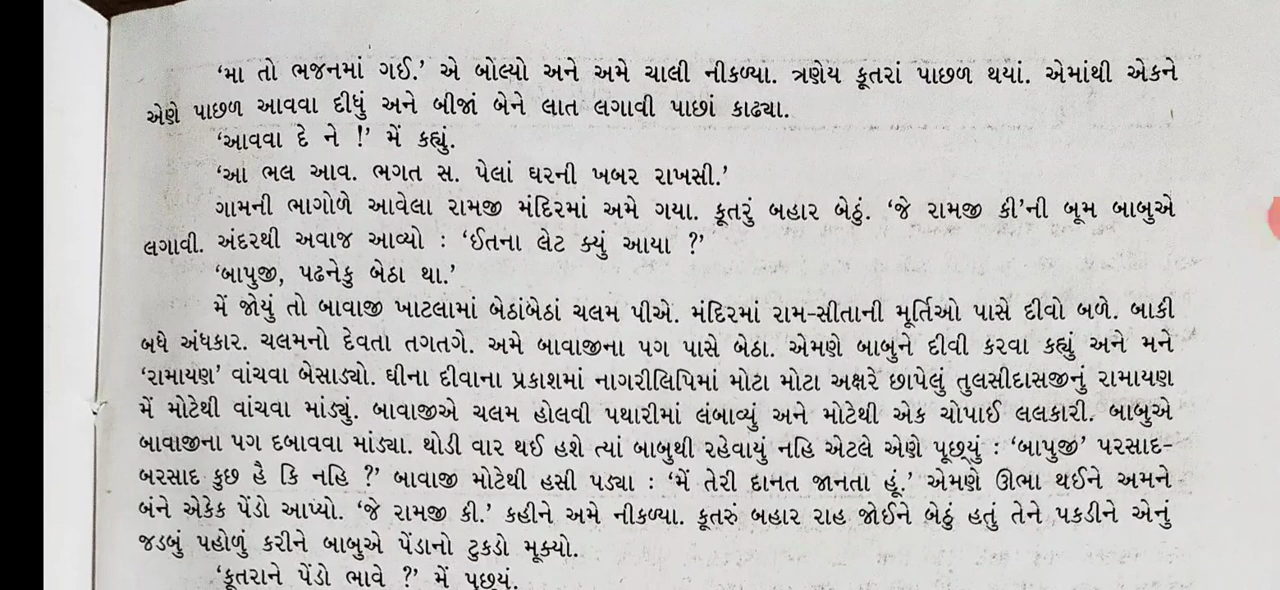 ‘મા તો ભજનમાં ગઈ.’ એ બોલ્યો અને અમે ચાલી નીકળ્યા. ત્રણેય કૂતરાં પાછળ થયાં. એમાંથી એકને
એણે પાછળ આવવા દીધું અને બીજાં બેને લાત લગાવી પાછાં કાઢ્યા.
‘આવવા દે ને !’ મેં કહ્યું.
‘આ ભલ આવ. ભગત સ. પેલાં ઘરની ખબર રાખસી.’
ગામની ભાગોળે આવેલા રામજી મંદિરમાં અમે ગયા. કૂતરું બહાર બેઠું. ‘જે રામજી કી’ની બૂમ બાબુએ
લગાવી. અંદરથી અવાજ આવ્યો : ‘ઈતના લેટ ક્યું આયા ?’
‘બાપુજી, પઢનેકુ બેઠા થા.’
મેં જોયું તો બાવાજી ખાટલામાં બેઠાંબેઠાં ચલમ પીએ. મંદિરમાં રામ-સીતાની મૂર્તિઓ પાસે દીવો બળે. બાકી
બધે અંધકાર. ચલમનો દેવતા તગતગે. અમે બાવાજીના પગ પાસે બેઠા. એમણે બાબુને દીવી કરવા કહ્યું અને મને
‘રામાયણ’ વાંચવા બેસાડ્યો. ઘીના દીવાના પ્રકાશમાં નાગરીલિપિમાં મોટા મોટા અક્ષરે છાપેલું તુલસીદાસજીનું રામાયણ
મેં મોટેથી વાંચવા માંડ્યું. બાવાજીએ ચલમ હોલવી પથારીમાં લંબાવ્યું અને મોટેથી એક ચોપાઈ લલકારી. બાબુએ
બાવાજીના પગ દબાવવા માંડ્યા. થોડી વાર થઈ હશે ત્યાં બાબુથી રહેવાયું નહિ એટલે એણે પૂછ્યું : ‘બાપુજી’ પરસાદ-
બરસાદ કુછ હૈ કિ નહિ ?’ બાવાજી મોટેથી હસી પડ્યા : ‘મેં તેરી દાનત જાનતા હૂં.’ એમણે ઊભા થઈને અમને
બંને એકેક પેંડો આપ્યો. ‘જે રામજી કી.’ કહીને અમે નીકળ્યા. કૂતરું બહાર રાહ જોઈને બેઠું હતું તેને પકડીને એનું
જડબું પહોળું કરીને બાબુએ પેંડાનો ટુકડો મૂક્યો.
‘કૂતરાને પેંડો ભાવે ?’ મેં પૂછ્યું.